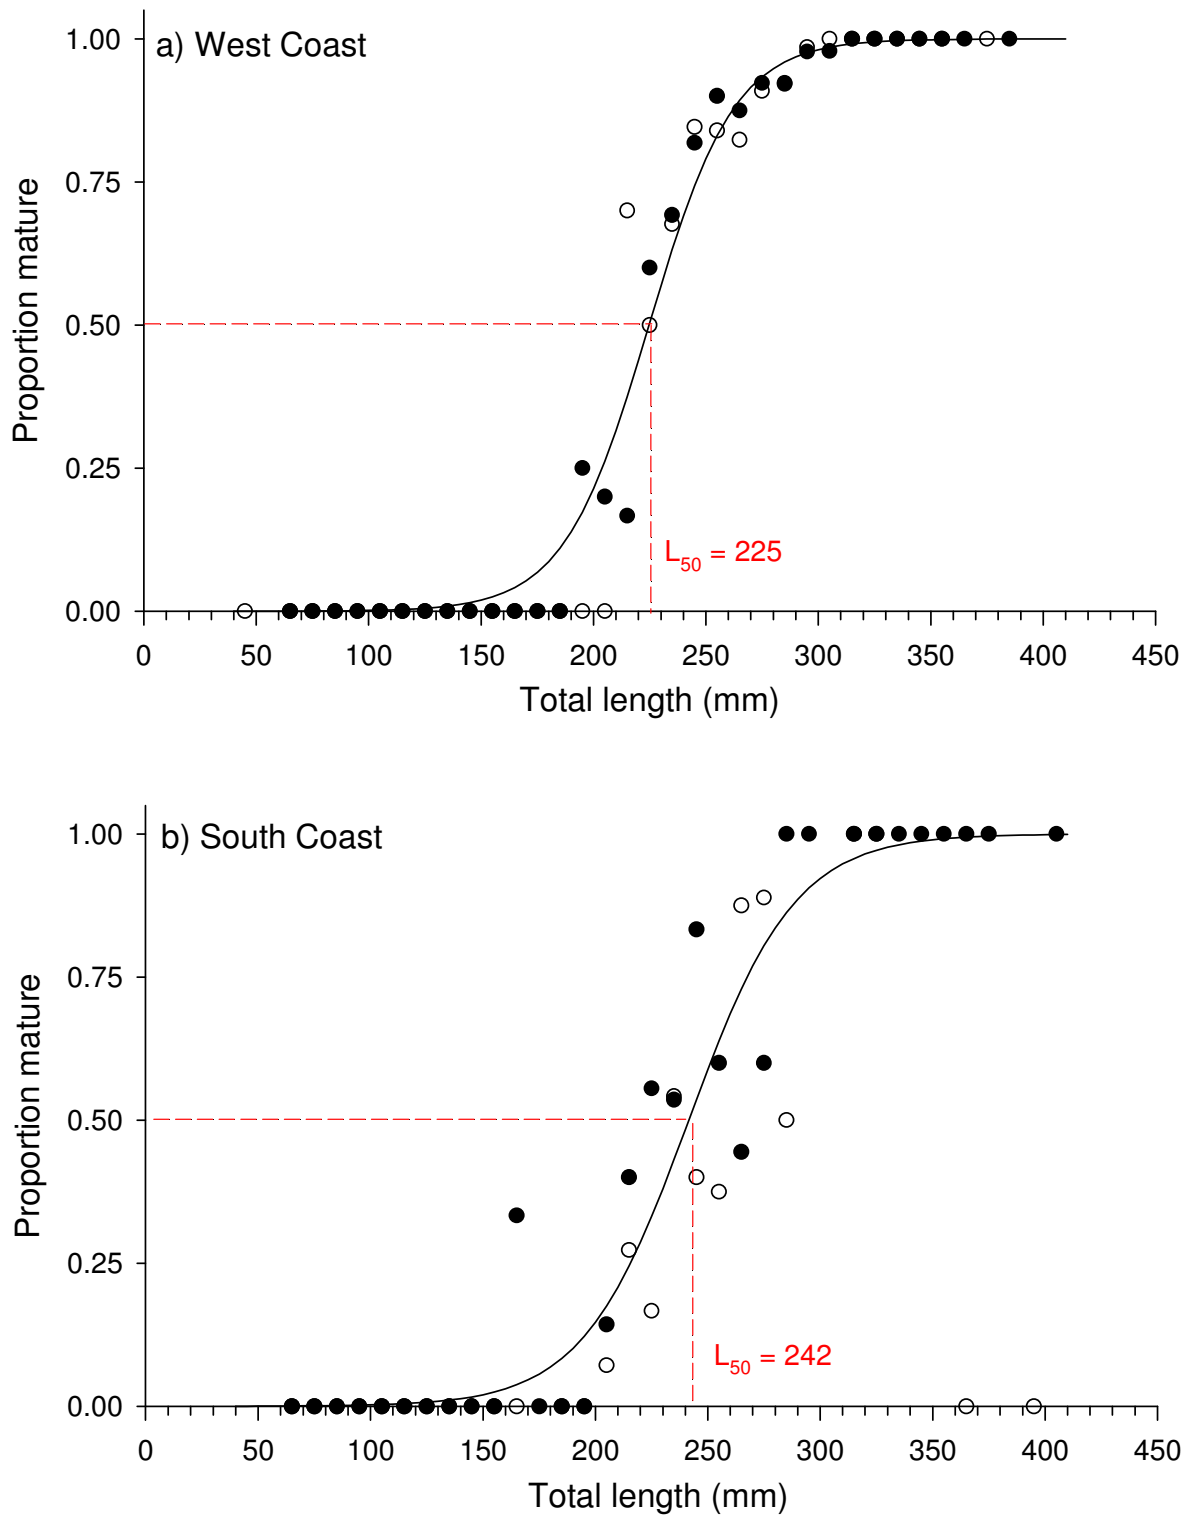 a) West Coast
1.00
0.75
0.50
0.25
0.00
Proportion mature
L50 = 225
0 50 100 150 200 250 300 350 400 450
Total length (mm)
b) South Coast
1.00
0.75
0.50
0.25
0.00
Proportion mature
L50 = 242
0 50 100 150 200 250 300 350 400 450
Total length (mm)